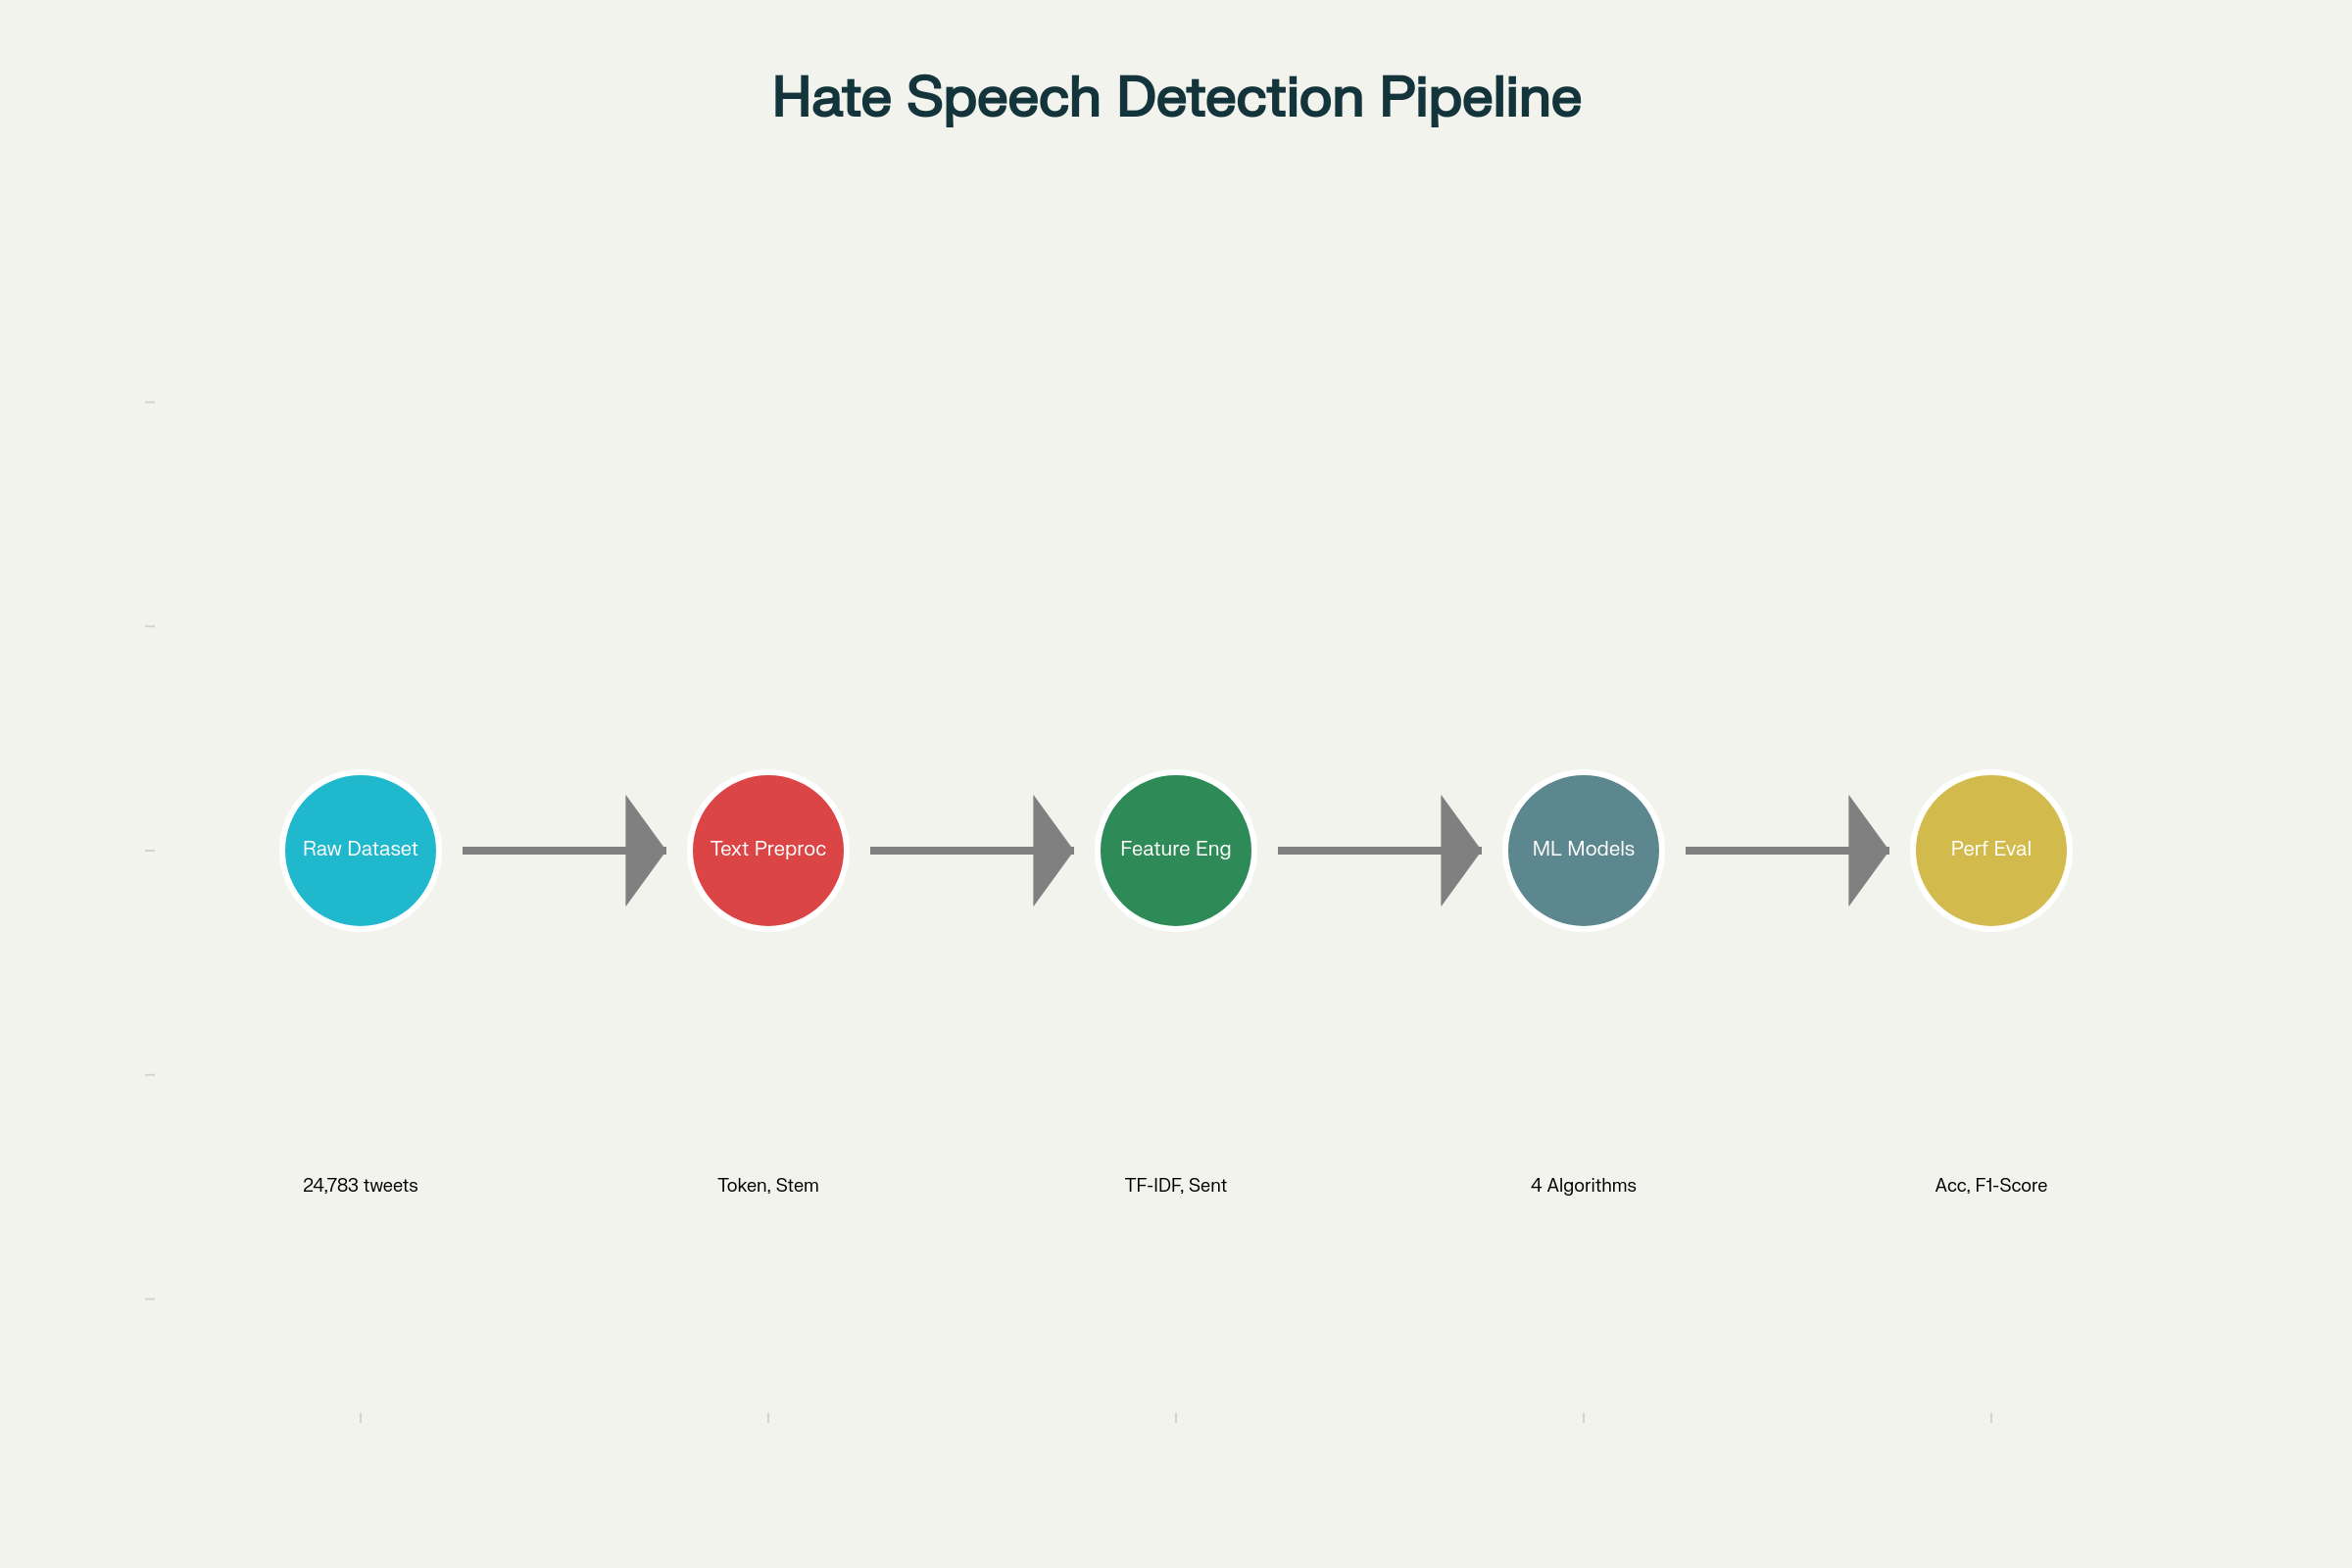 Hate Speech Detection Pipeline
Raw Dataset
Text Preproc
Feature Eng
ML Models
Perf Eval
24,783 tweets
Token, Stem
TF-IDF, Sent
4 Algorithms
Acc, F1-Score